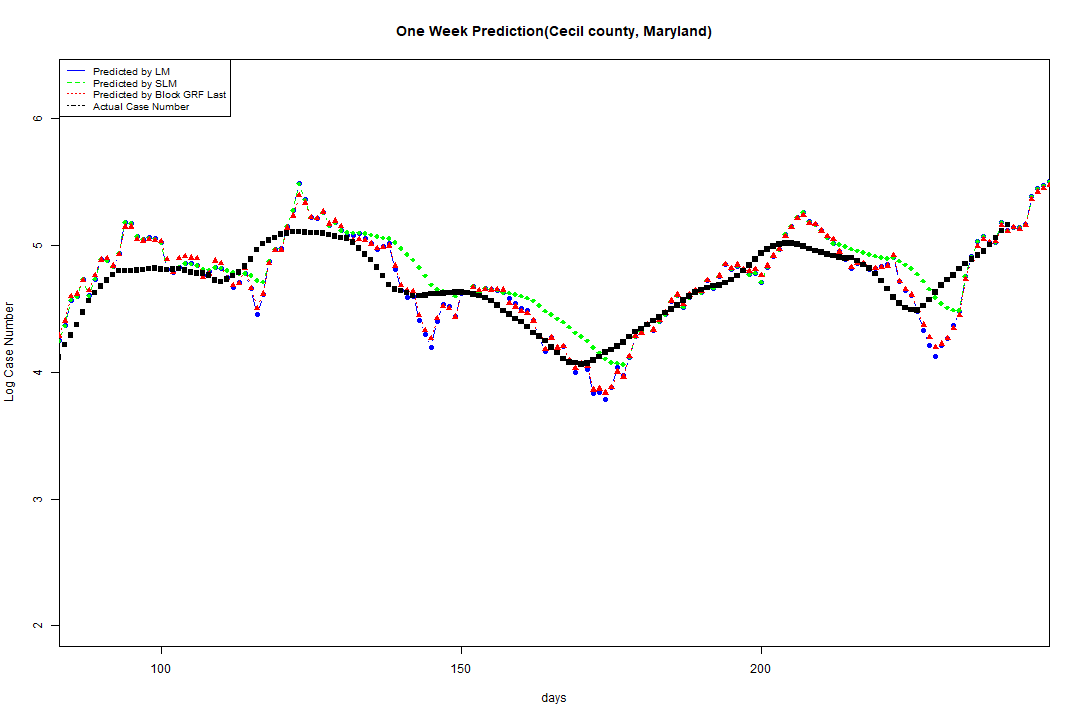 One Week Prediction(Cecil county, Maryland)
Predicted by LM
Predicted by SLM
Predicted by Block GRF Last
Actual Case Number
6
5
4
3
2
Log Case Number
100
150
200
days